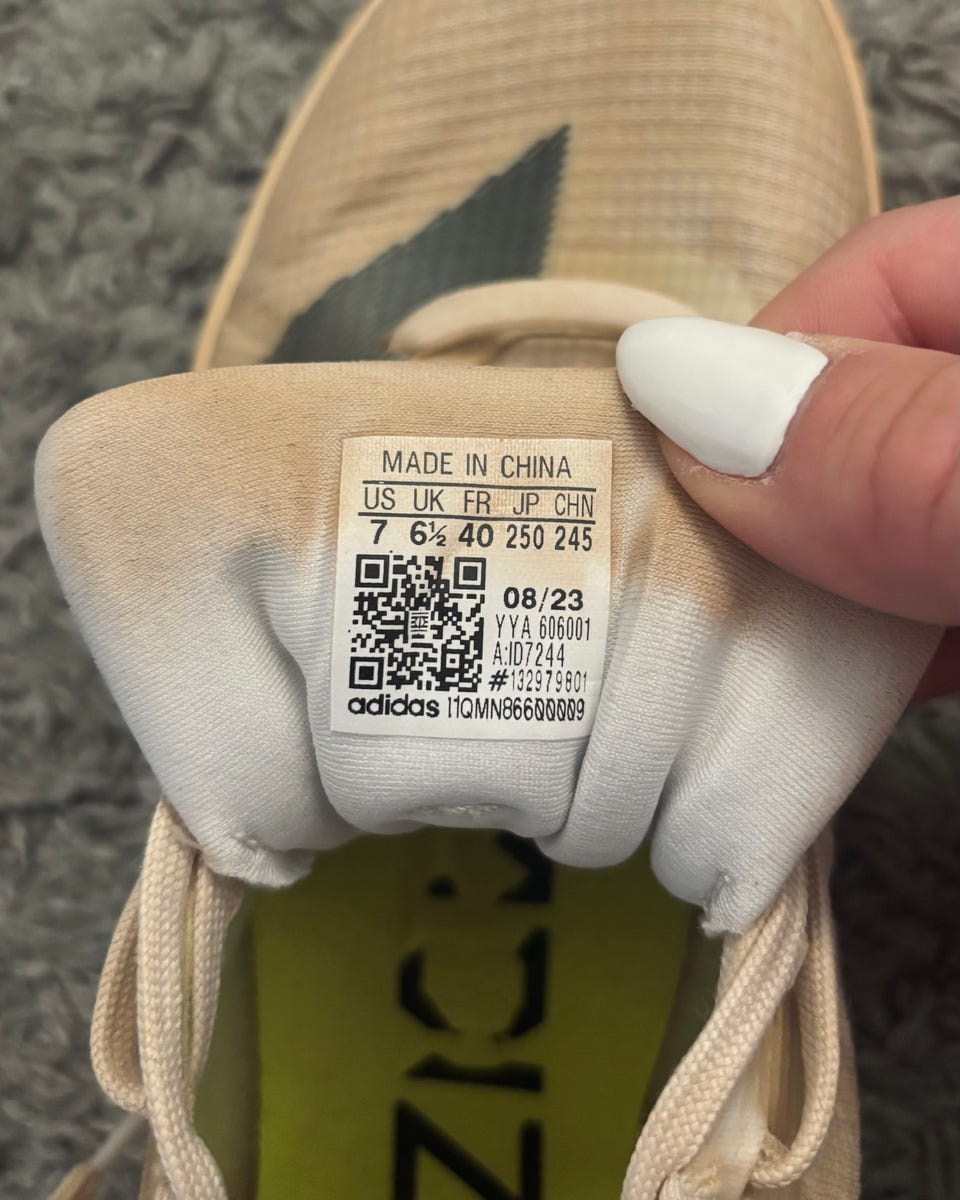 MADE IN CHINA
US UK FR JP CHN
7 6½ 40 250 245
08/23
YYA 606001
A:ID7244
#132979801
adidas I1QMN86600009